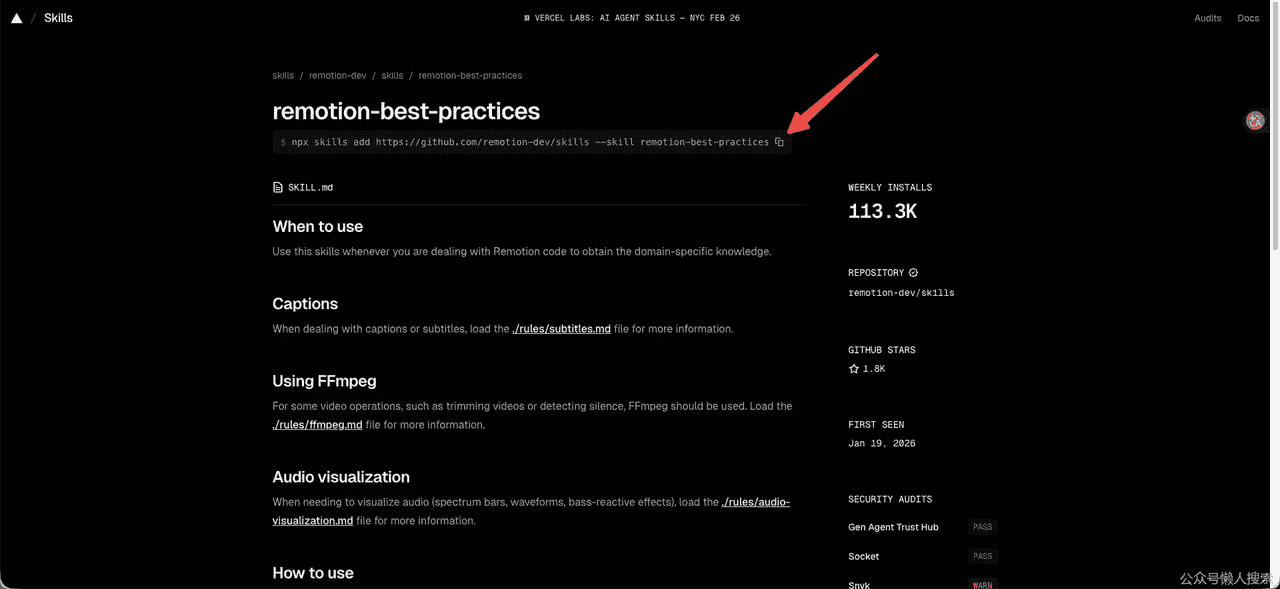 / Skills
VERCEL LABS: AI AGENT SKILLS — NYC FEB 26
Audits Docs
skills / remotion-dev / skills / remotion-best-practices
remotion-best-practices
$ npx skills add https://github.com/remotion-dev/skills --skill remotion-best-practices
SKILL.md
When to use
Use this skills whenever you are dealing with Remotion code to obtain the domain-specific knowledge.
Captions
When dealing with captions or subtitles, load the ./rules/subtitles.md file for more information.
Using FFmpeg
For some video operations, such as trimming videos or detecting silence, FFmpeg should be used. Load the
./rules/ffmpeg.md file for more information.
Audio visualization
When needing to visualize audio (spectrum bars, waveforms, bass-reactive effects), load the ./rules/audio-
visualization.md file for more information.
How to use
WEEKLY INSTALLS
113.3K
REPOSITORY
remotion-dev/skills
GITHUB STARS
1.8K
FIRST SEEN
Jan 19, 2026
SECURITY AUDITS
Gen Agent Trust Hub PASS
Socket PASS
Snyk WARN
公众号懒人搜索